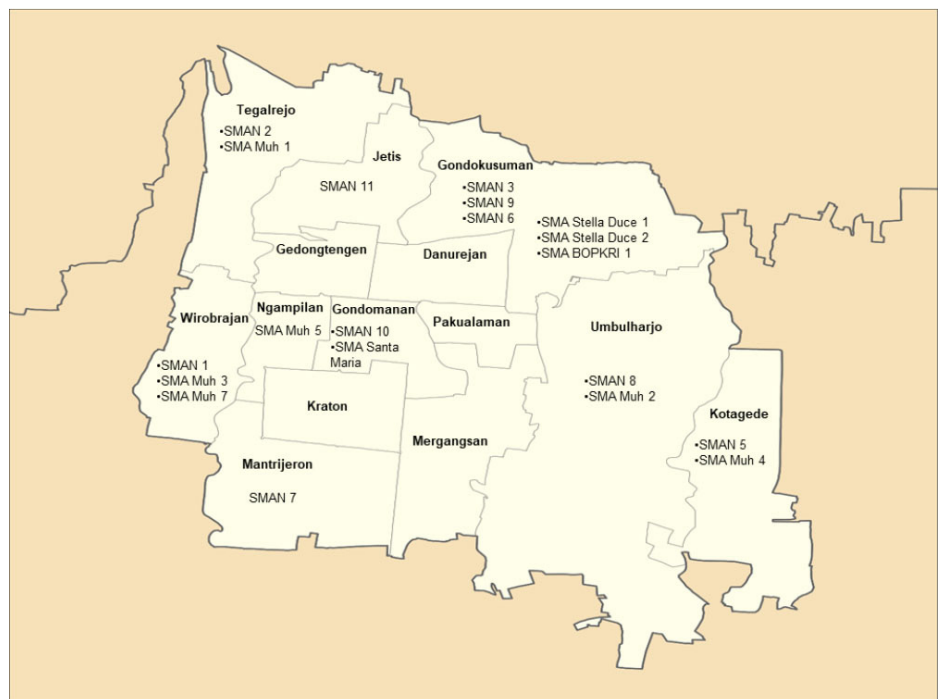 Tegalrejo
•SMAN 2
•SMA Muh 1
Jetis
SMAN 11
Gondokusuman
•SMAN 3
•SMAN 9
•SMAN 6
•SMA Stella Duce 1
•SMA Stella Duce 2
•SMA BOPKRI 1
Gedongtengen
Danurejan
Wirobrajan
•SMAN 1
•SMA Muh 3
•SMA Muh 7
Ngampilan
SMA Muh 5
Gondomanan
•SMAN 10
•SMA Santa
Maria
Pakualaman
Umbulharjo
•SMAN 8
•SMA Muh 2
Kotagede
•SMAN 5
•SMA Muh 4
Kraton
Mergangsan
Mantrijeron
SMAN 7